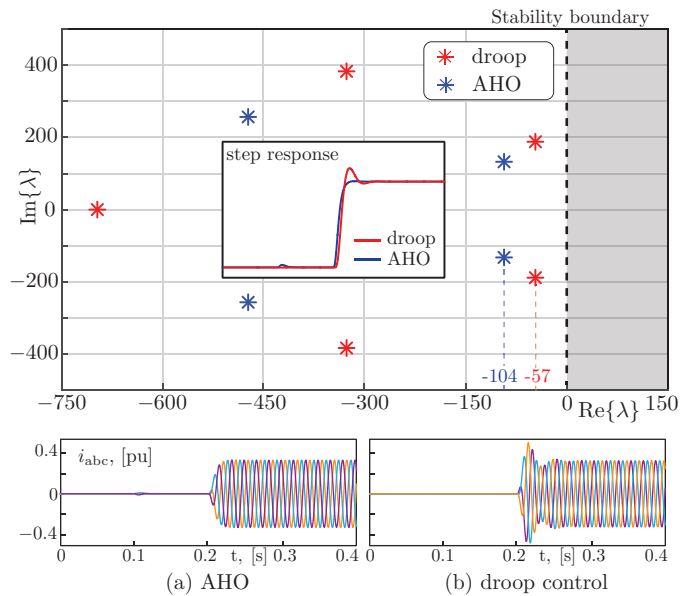 Stability boundary
400
200
0
−200
−400
Im{λ}
droop
AHO
step response
droop
AHO
-104
-57
−750
−600
−450
−300
−150
0
Re{λ}
150
0.4
0
−0.4
i_abc, [pu]
0
0.1
0.2
t, [s]
0.3
0.4
0
0.1
0.2
t, [s]
0.3
0.4
(a) AHO
(b) droop control